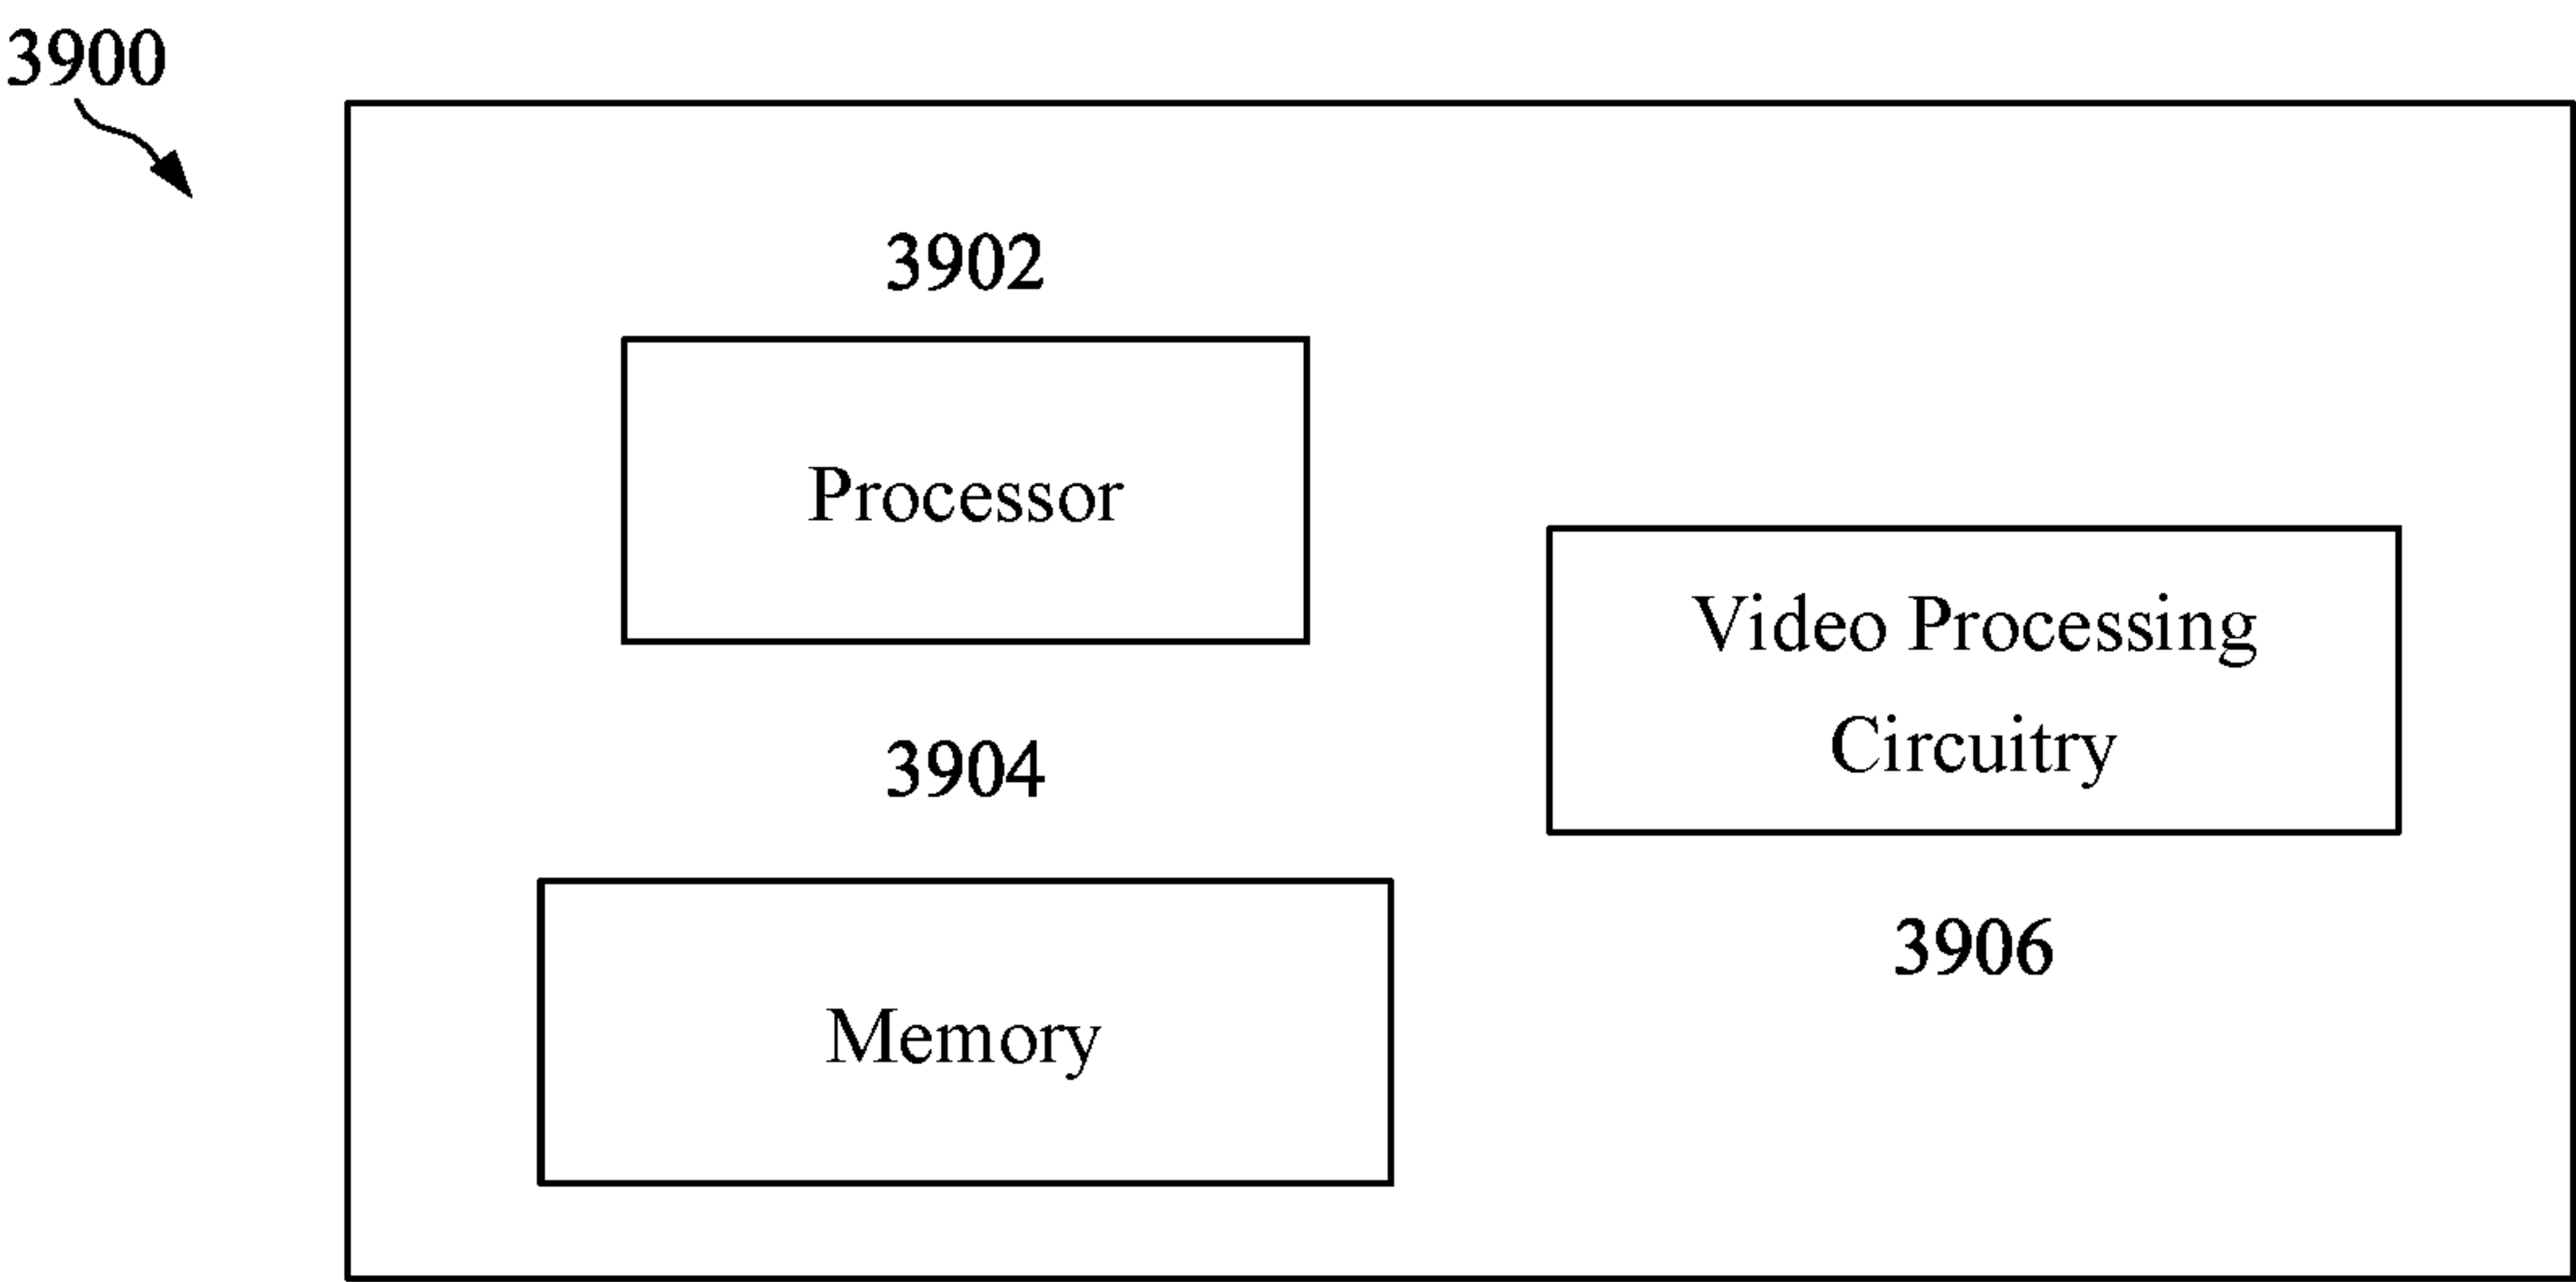 3900
3902
Processor
3904
Memory
Video Processing
Circuitry
3906